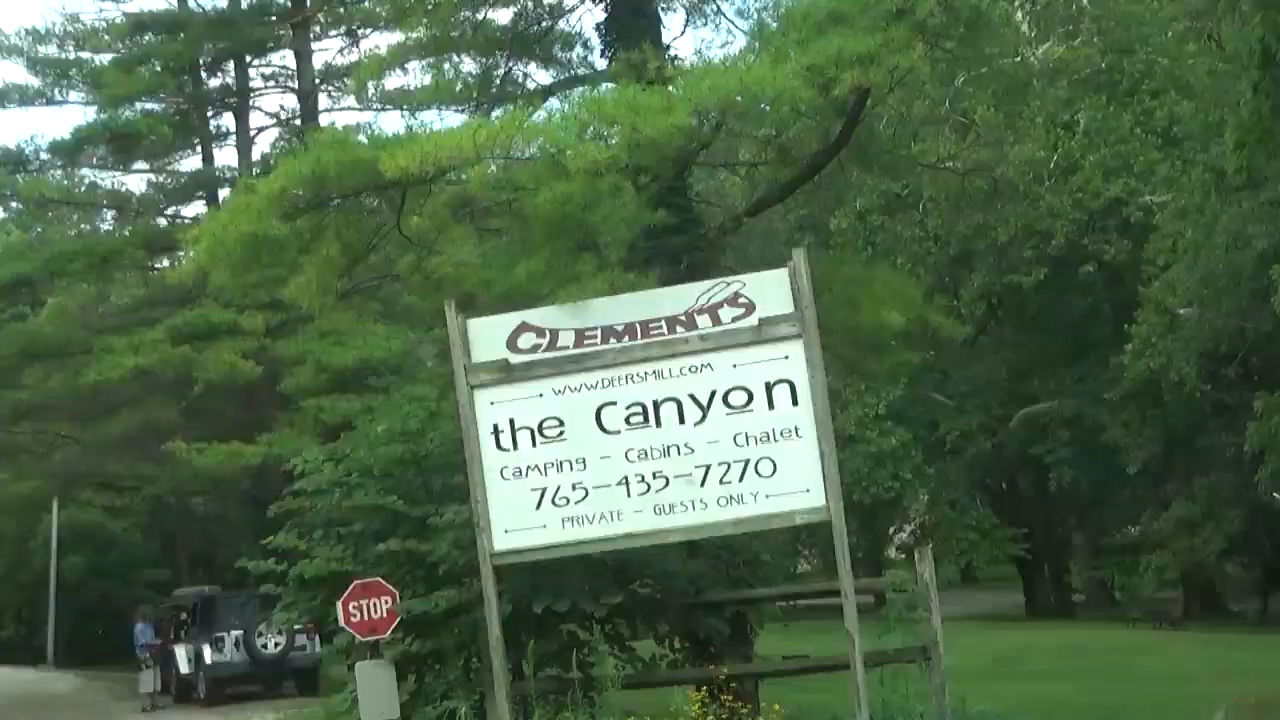 CLEMENTS
WWW.DEERSMILL.COM
the Canyon
Camping - Cabins - Chalet
765-435-7270
PRIVATE - GUESTS ONLY
STOP